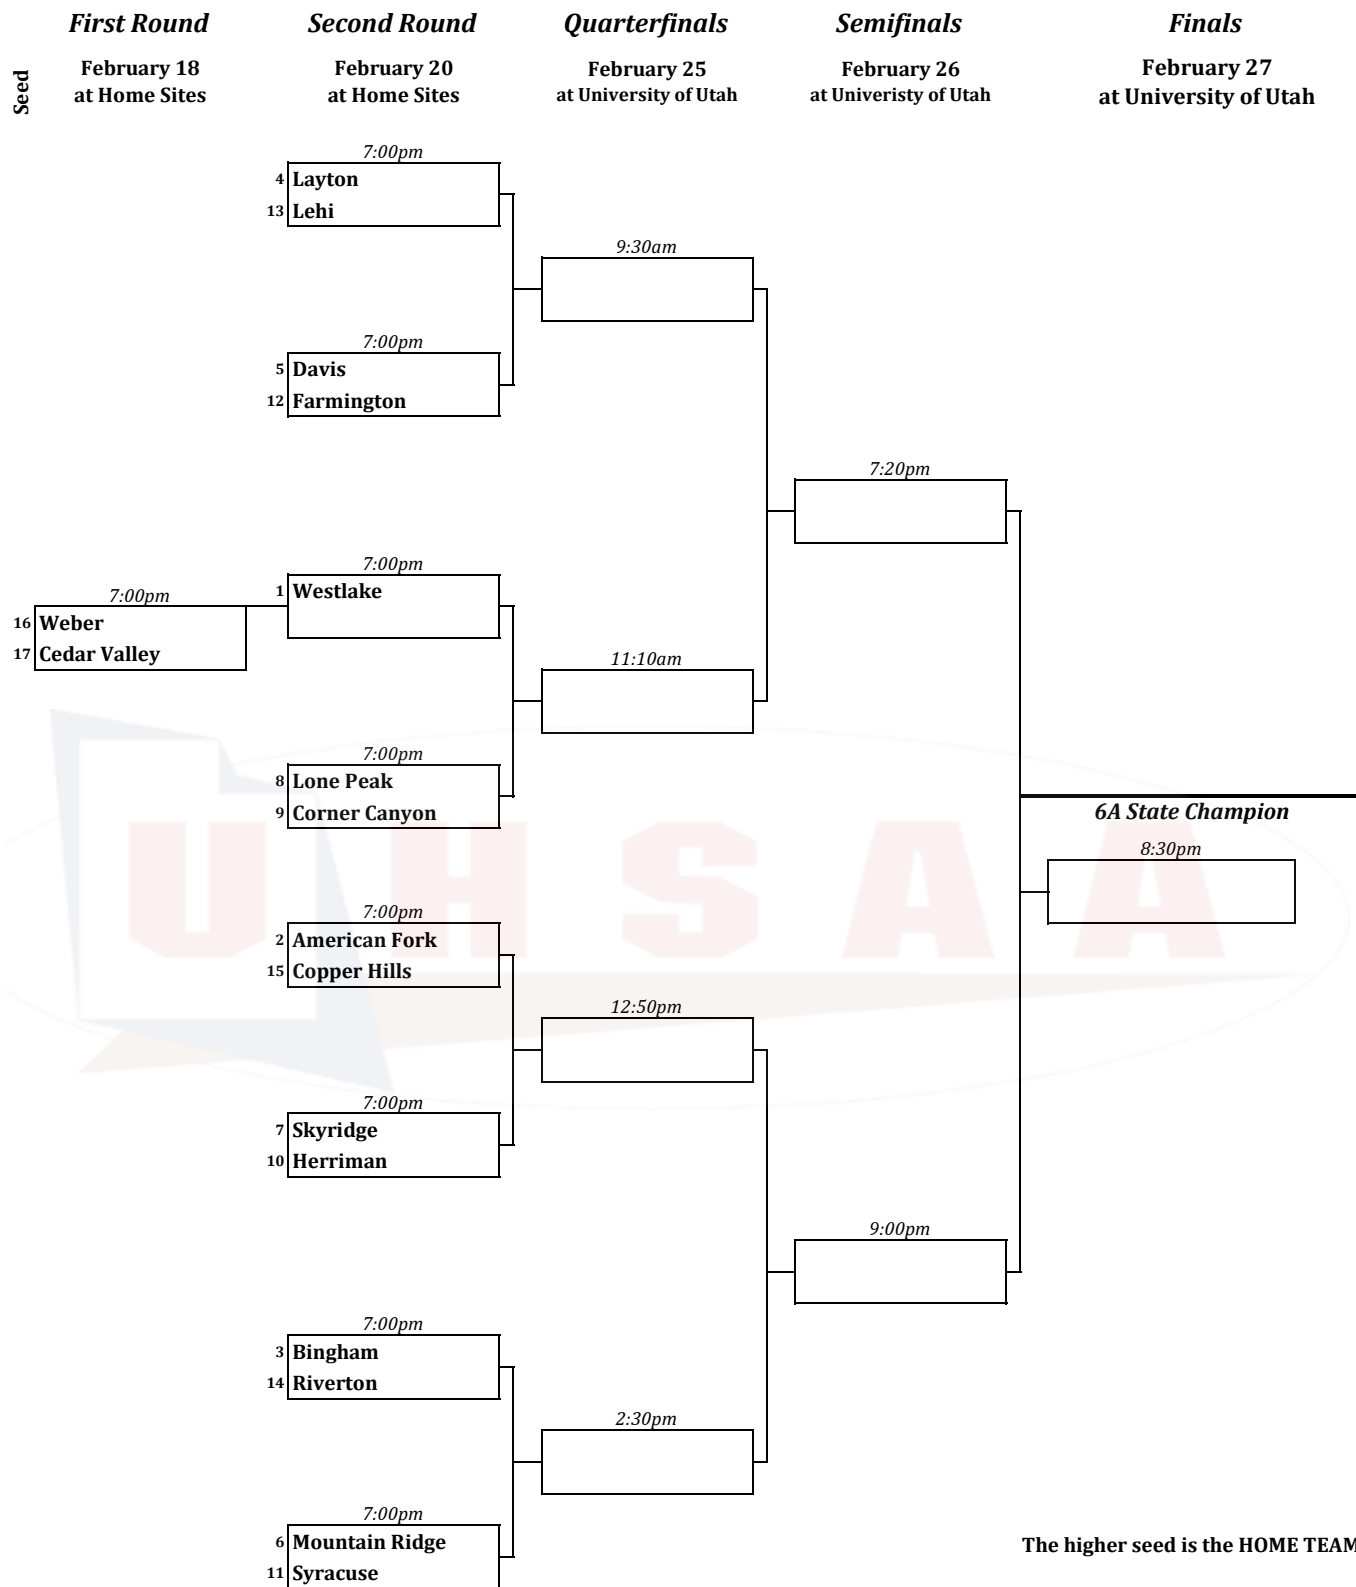 First Round
Second Round
Quarterfinals
Semifinals
Finals
Seed
February 18
at Home Sites
February 20
at Home Sites
February 25
at University of Utah
February 26
at Univeristy of Utah
February 27
at University of Utah
7:00pm
4 Layton
13 Lehi
9:30am
7:00pm
5 Davis
12 Farmington
7:20pm
7:00pm
1 Westlake
7:00pm
16 Weber
17 Cedar Valley
11:10am
7:00pm
8 Lone Peak
9 Corner Canyon
6A State Champion
8:30pm
7:00pm
2 American Fork
15 Copper Hills
UHSAA
12:50pm
7:00pm
7 Skyridge
10 Herriman
9:00pm
7:00pm
3 Bingham
14 Riverton
2:30pm
7:00pm
6 Mountain Ridge
11 Syracuse
The higher seed is the HOME TEAM